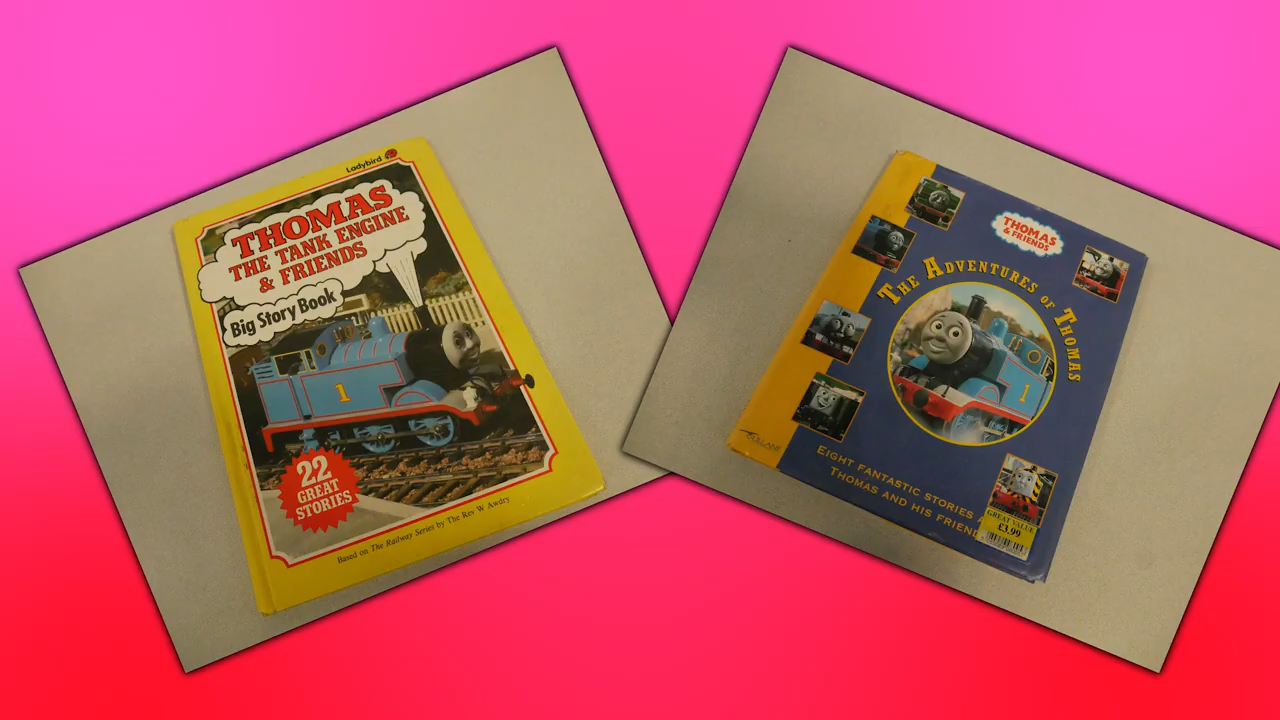 Ladybird
THOMAS
THE TANK ENGINE
& FRIENDS
Big Story Book
1
22
GREAT
STORIES
Based on The Railway Series by The Rev W Awdry
THOMAS
& FRIENDS
THE ADVENTURES OF THOMAS
1
GULLANE
EIGHT FANTASTIC STORIES
THOMAS AND HIS FRIEN
GREAT VALUE
£3.99